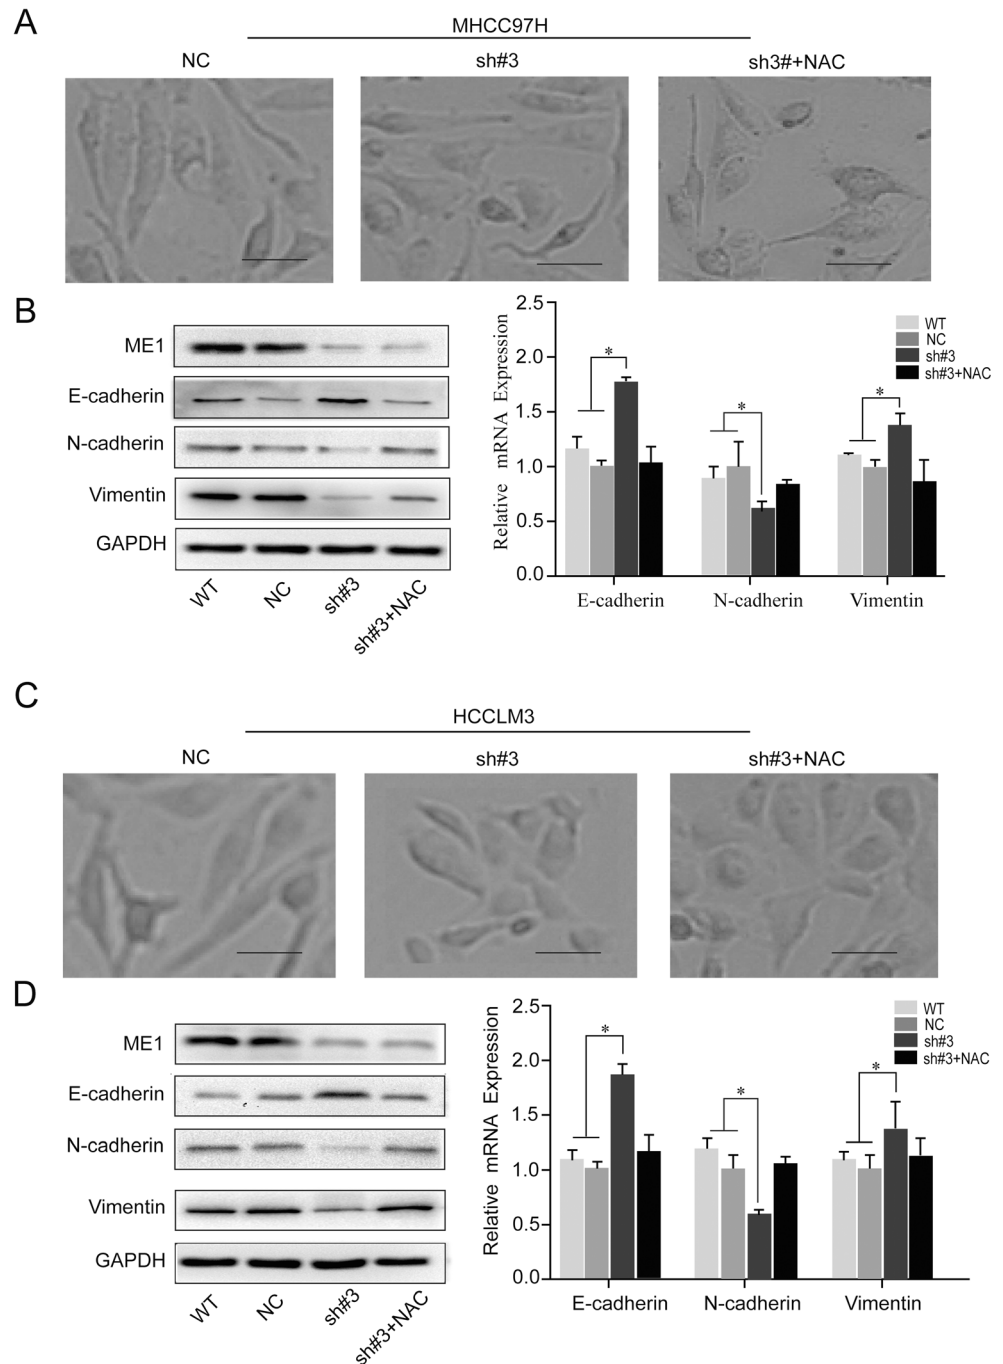 A
MHCC97H
NC
sh#3
sh3#+NAC
B
ME1
E-cadherin
N-cadherin
Vimentin
GAPDH
WT
NC
sh#3
sh#3+NAC
Relative mRNA Expression
2.5
2.0
1.5
1.0
0.5
0.0
*
*
*
WT
NC
sh#3
sh#3+NAC
E-cadherin
N-cadherin
Vimentin
C
HCCLM3
NC
sh#3
sh#3+NAC
D
ME1
E-cadherin
N-cadherin
Vimentin
GAPDH
WT
NC
sh#3
sh#3+NAC
Relative mRNA Expression
2.5
2.0
1.5
1.0
0.5
0.0
*
*
*
WT
NC
sh#3
sh#3+NAC
E-cadherin
N-cadherin
Vimentin